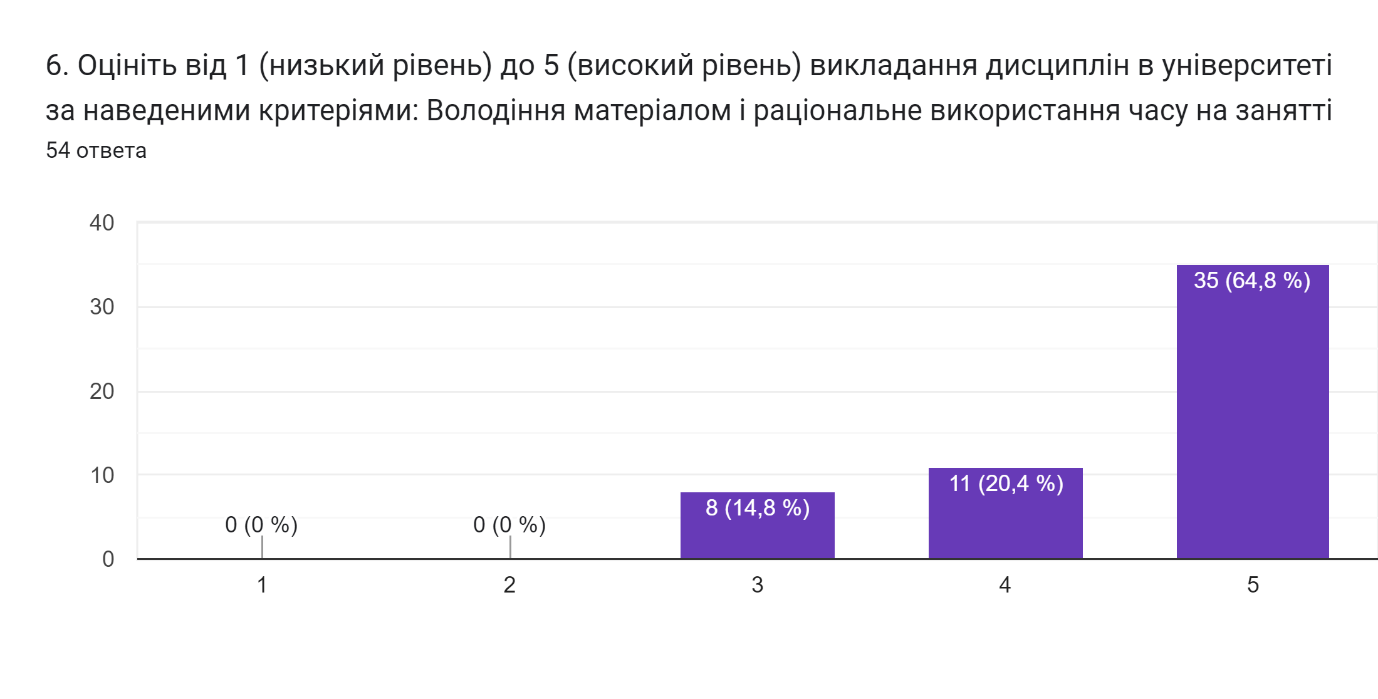 6. Оцініть від 1 (низький рівень) до 5 (високий рівень) викладання дисциплін в університеті
за наведеними критеріями: Володіння матеріалом і раціональне використання часу на занятті
54 ответа
40
30
20
10
0
0 (0 %)
0 (0 %)
8 (14,8 %)
11 (20,4 %)
35 (64,8 %)
1
2
3
4
5